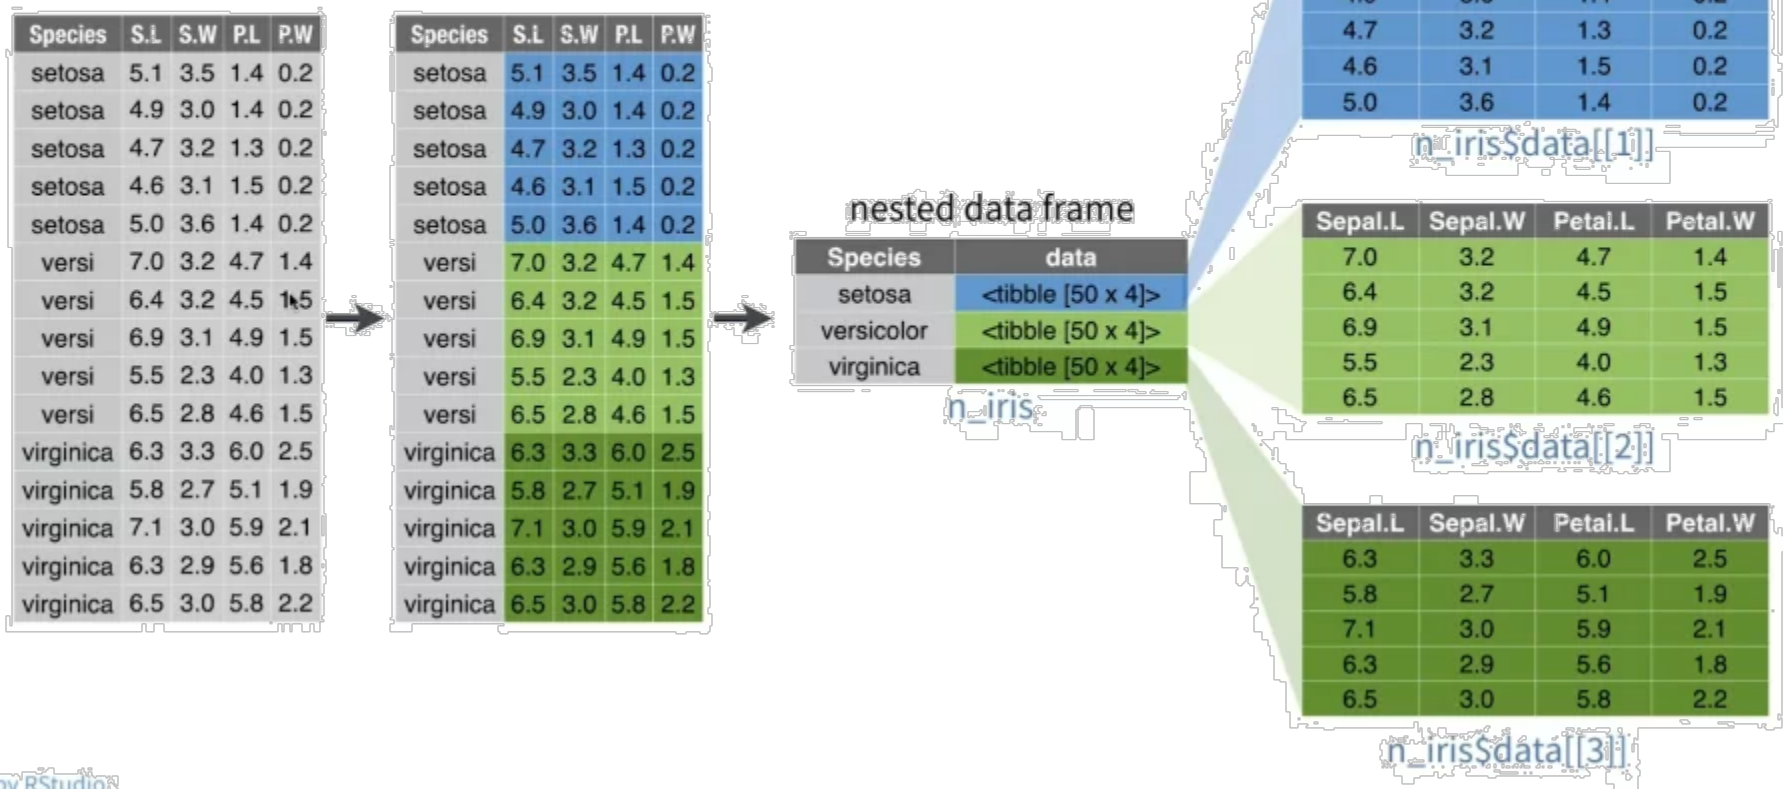 Species S.L S.W P.L P.W
setosa 5.1 3.5 1.4 0.2
setosa 4.9 3.0 1.4 0.2
setosa 4.7 3.2 1.3 0.2
setosa 4.6 3.1 1.5 0.2
setosa 5.0 3.6 1.4 0.2
versi 7.0 3.2 4.7 1.4
versi 6.4 3.2 4.5 1.5
versi 6.9 3.1 4.9 1.5
versi 5.5 2.3 4.0 1.3
versi 6.5 2.8 4.6 1.5
virginica 6.3 3.3 6.0 2.5
virginica 5.8 2.7 5.1 1.9
virginica 7.1 3.0 5.9 2.1
virginica 6.3 2.9 5.6 1.8
virginica 6.5 3.0 5.8 2.2
Species S.L S.W P.L P.W
setosa 5.1 3.5 1.4 0.2
setosa 4.9 3.0 1.4 0.2
setosa 4.7 3.2 1.3 0.2
setosa 4.6 3.1 1.5 0.2
setosa 5.0 3.6 1.4 0.2
versi 7.0 3.2 4.7 1.4
versi 6.4 3.2 4.5 1.5
versi 6.9 3.1 4.9 1.5
versi 5.5 2.3 4.0 1.3
versi 6.5 2.8 4.6 1.5
virginica 6.3 3.3 6.0 2.5
virginica 5.8 2.7 5.1 1.9
virginica 7.1 3.0 5.9 2.1
virginica 6.3 2.9 5.6 1.8
virginica 6.5 3.0 5.8 2.2
nested data frame
Species data
setosa <tibble [50 x 4]>
versicolor <tibble [50 x 4]>
virginica <tibble [50 x 4]>
n_iris
4.7 3.2 1.3 0.2
4.6 3.1 1.5 0.2
5.0 3.6 1.4 0.2
n_iris$data[[1]]
Sepal.L Sepal.W Petal.L Petal.W
7.0 3.2 4.7 1.4
6.4 3.2 4.5 1.5
6.9 3.1 4.9 1.5
5.5 2.3 4.0 1.3
6.5 2.8 4.6 1.5
n_iris$data[[2]]
Sepal.L Sepal.W Petal.L Petal.W
6.3 3.3 6.0 2.5
5.8 2.7 5.1 1.9
7.1 3.0 5.9 2.1
6.3 2.9 5.6 1.8
6.5 3.0 5.8 2.2
n_iris$data[[3]]
by RStudio